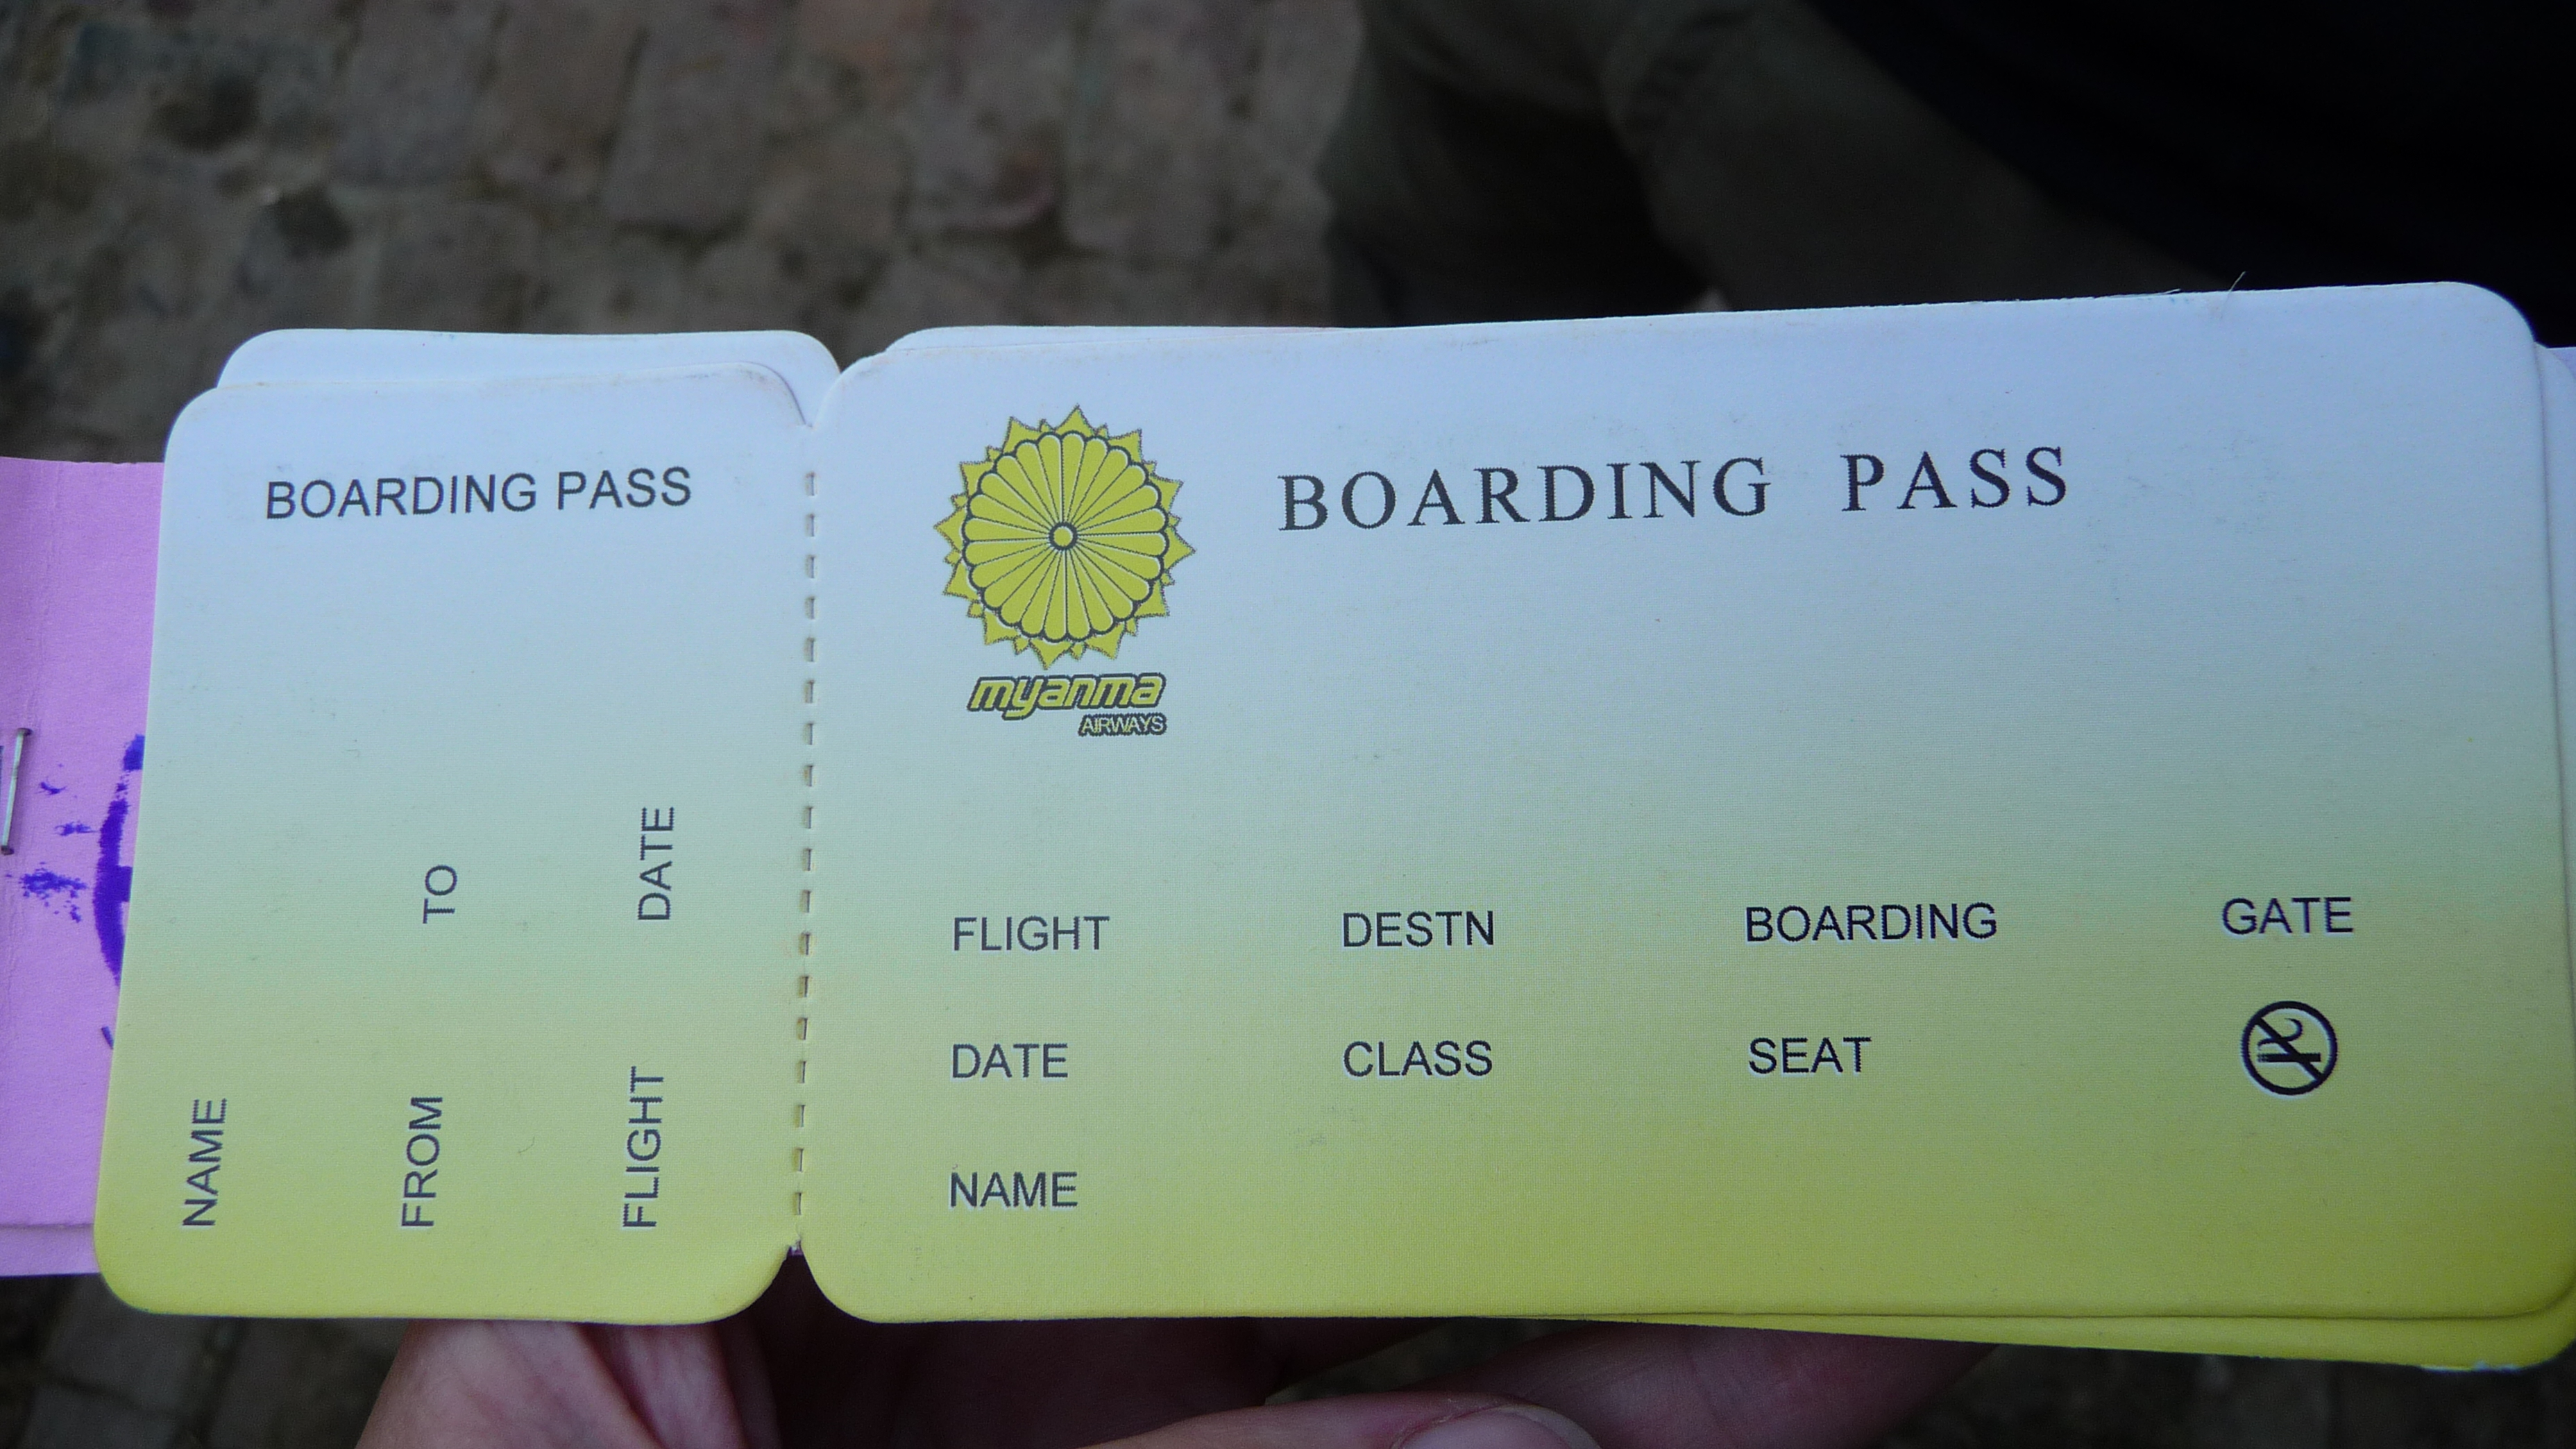 BOARDING PASS
NAME
FROM TO
FLIGHT DATE
BOARDING PASS
myanma
AIRWAYS
FLIGHT DESTN BOARDING GATE
DATE CLASS SEAT
NAME